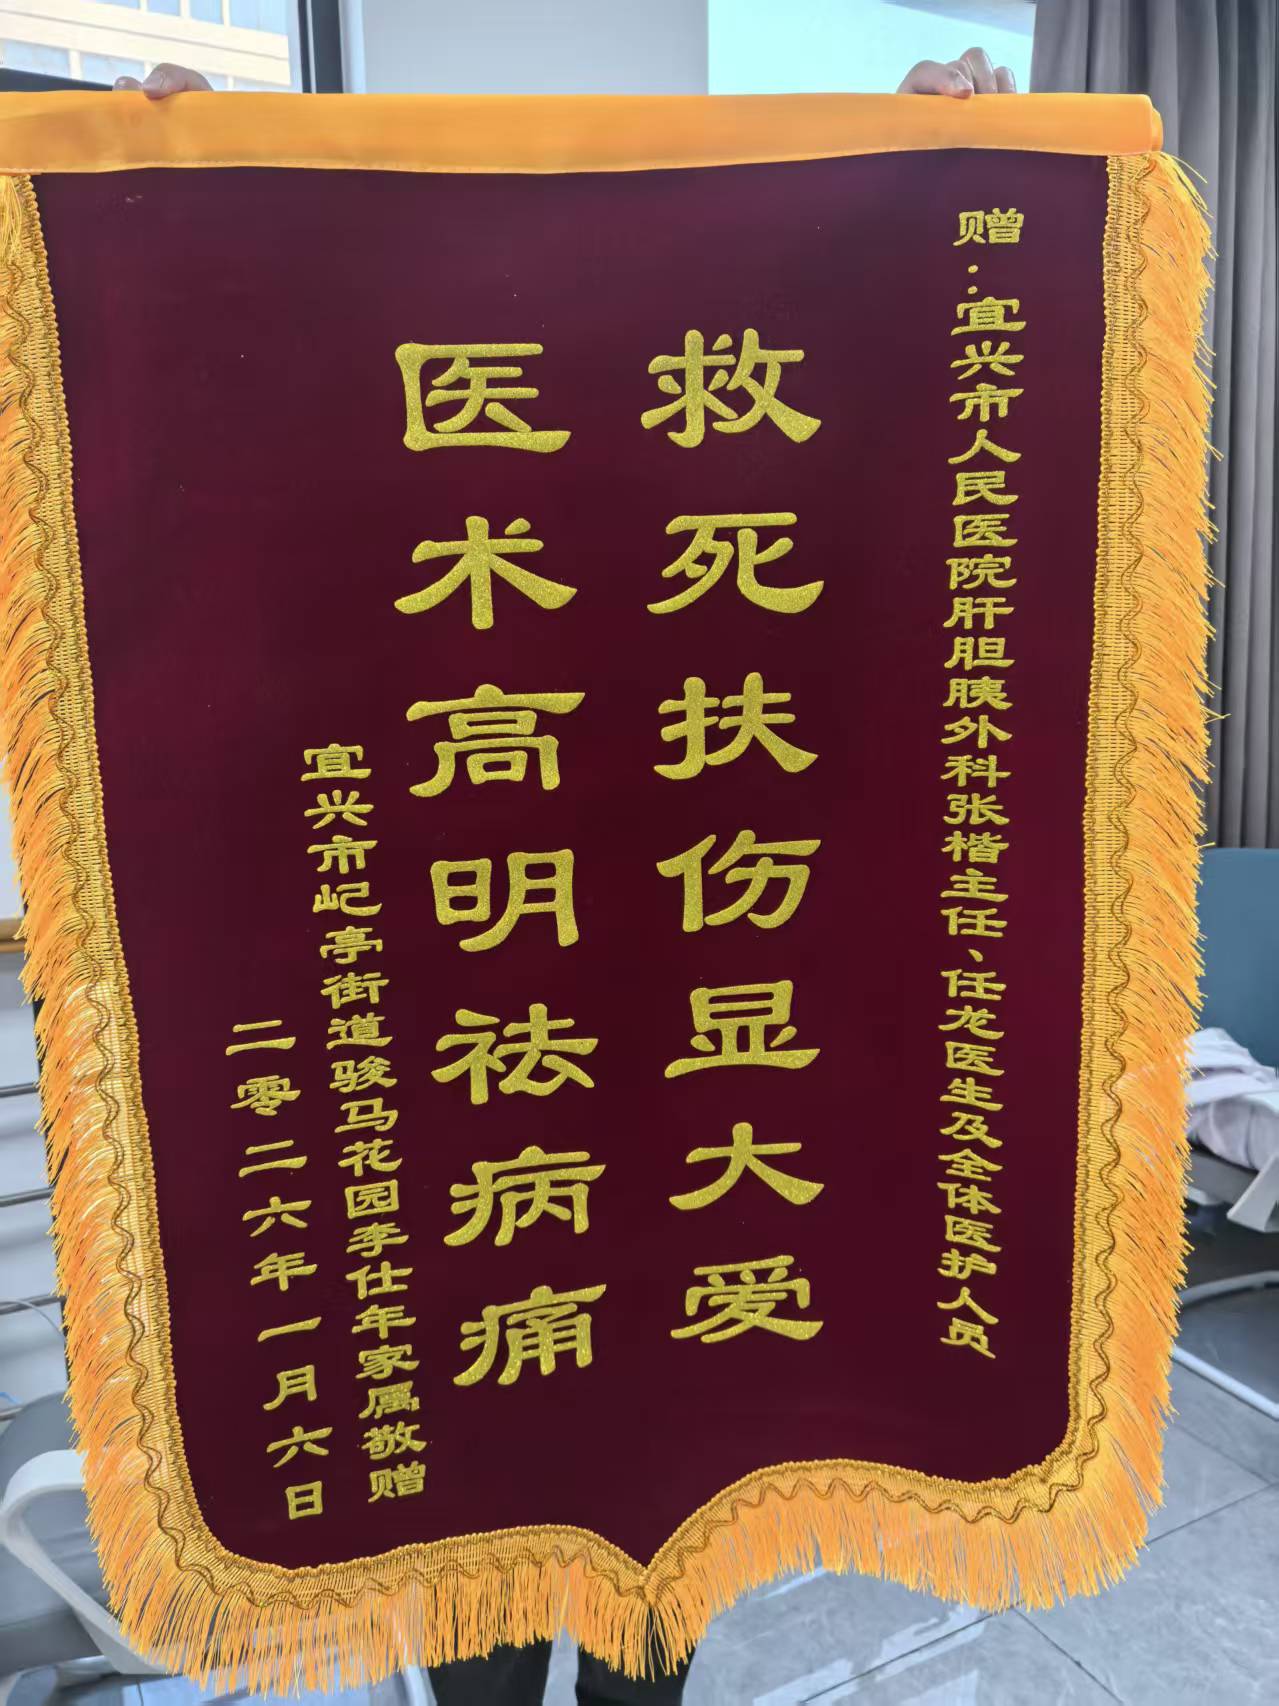 赠：宜兴市人民医院肝胆胰外科张楷主任、任龙医生及全体医护人员
救死扶伤显大爱
医术高明祛病痛
宜兴市屺亭街道骏马花园李仕年家属敬赠
二零二六年一月六日